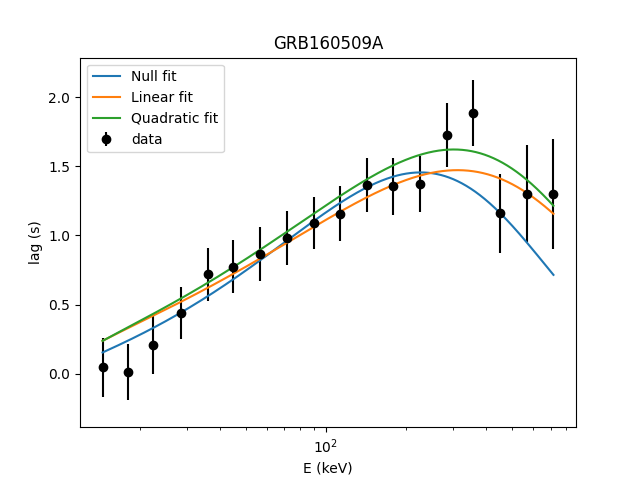 GRB160509A
Null fit
Linear fit
Quadratic fit
data
2.0
1.5
1.0
0.5
0.0
lag (s)
10²
E (keV)